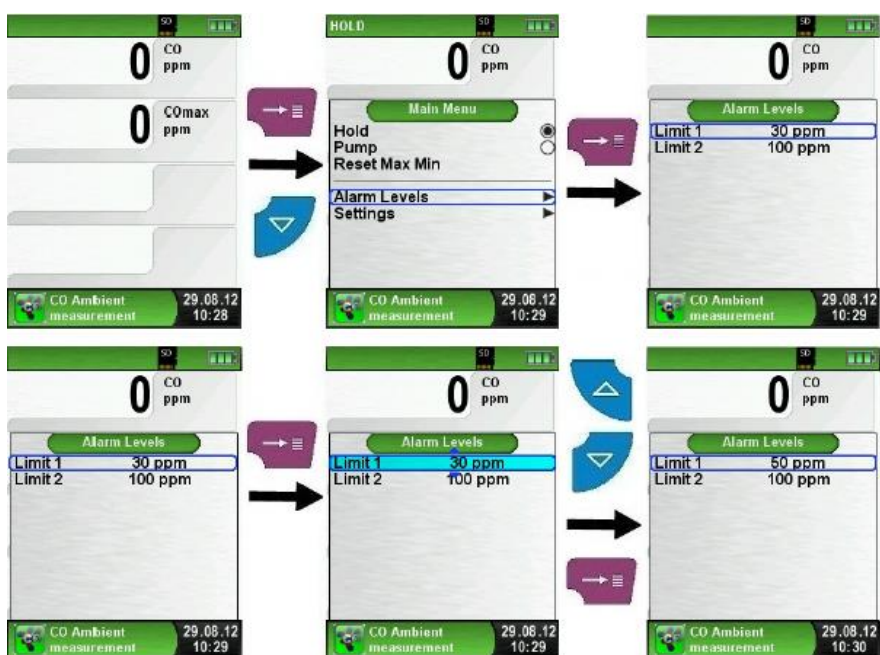 SD
0 CO
ppm
0 COmax
ppm
CO Ambient 29.08.12
measurement 10:28
HOLD SD
0 CO
ppm
Main Menu
Hold
Pump
Reset Max Min
Alarm Levels
Settings
CO Ambient 29.08.12
measurement 10:29
SD
0 CO
ppm
Alarm Levels
Limit 1 30 ppm
Limit 2 100 ppm
CO Ambient 29.08.12
measurement 10:29
SD
0 CO
ppm
Alarm Levels
Limit 1 30 ppm
Limit 2 100 ppm
CO Ambient 29.08.12
measurement 10:29
SD
0 CO
ppm
Alarm Levels
Limit 1 30 ppm
Limit 2 100 ppm
CO Ambient 29.08.12
measurement 10:29
SD
0 CO
ppm
Alarm Levels
Limit 1 50 ppm
Limit 2 100 ppm
CO Ambient 29.08.12
measurement 10:30